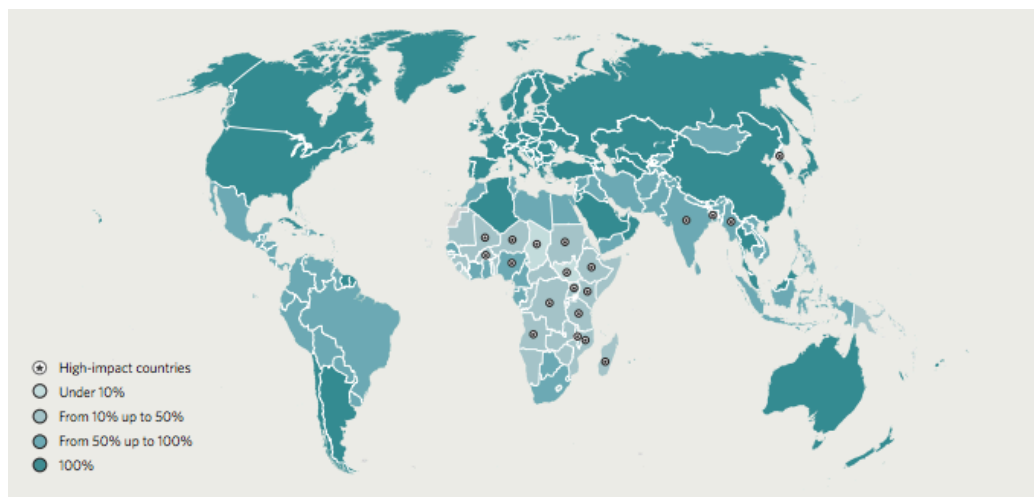 High-impact countries
Under 10%
From 10% up to 50%
From 50% up to 100%
100%